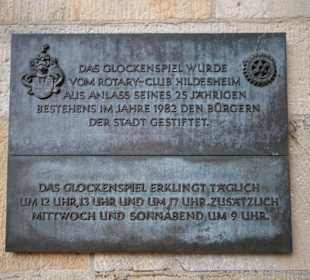 DAS GLOCKENSPIEL WURDE
VOM ROTARY-CLUB HILDESHEIM
AUS ANLASS SEINES 25 JÄHRIGEN
BESTEHENS IM JAHRE 1982 DEN BÜRGERN
DER STADT GESTIFTET.
DAS GLOCKENSPIEL ERKLINGT TÄGLICH
UM 12 UHR, 13 UHR UND UM 17 UHR. ZUSÄTZLICH
MITTWOCH UND SONNABEND UM 9 UHR.